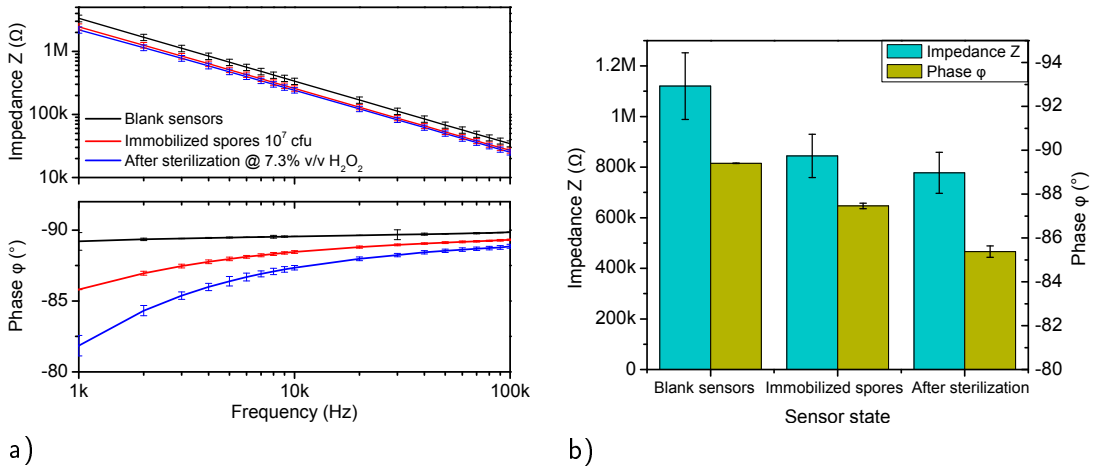 Impedance Z (Ω)
1M
100k
10k
Blank sensors
Immobilized spores 10⁷ cfu
After sterilization @ 7.3% v/v H₂O₂
Phase φ (°)
-90
-85
-80
1k
10k
100k
Frequency (Hz)
a)
Impedance Z (Ω)
1.2M
1M
800k
600k
400k
200k
0
Impedance Z
Phase φ
-94
-92
-90
-88
-86
-84
-82
-80
Phase φ (°)
Blank sensors
Immobilized spores
After sterilization
Sensor state
b)